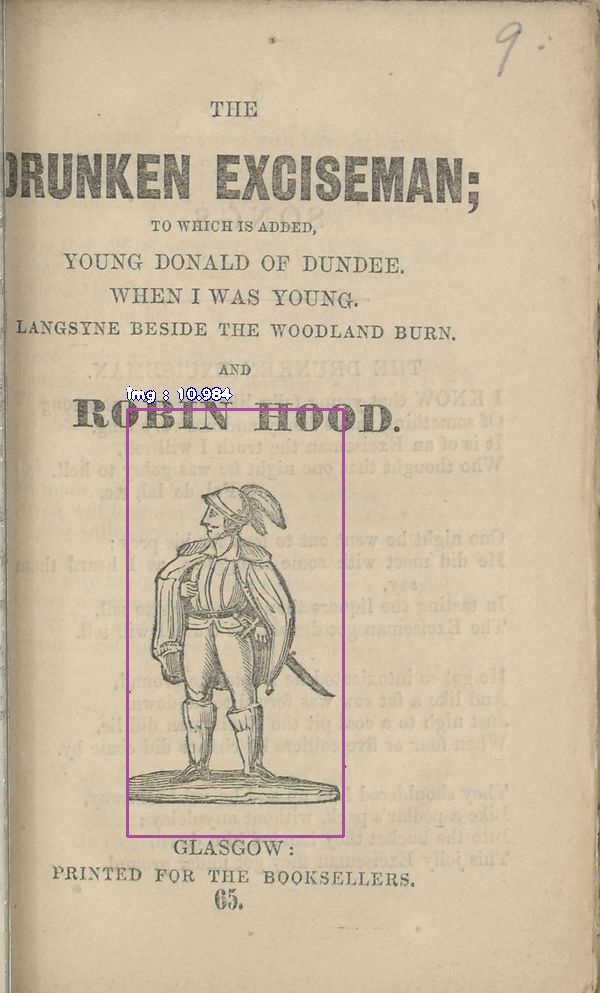 9.
THE
DRUNKEN EXCISEMAN;
TO WHICH IS ADDED,
YOUNG DONALD OF DUNDEE.
WHEN I WAS YOUNG.
LANGSYNE BESIDE THE WOODLAND BURN.
AND
img : 10.984
ROBIN HOOD.
GLASGOW:
PRINTED FOR THE BOOKSELLERS.
65.